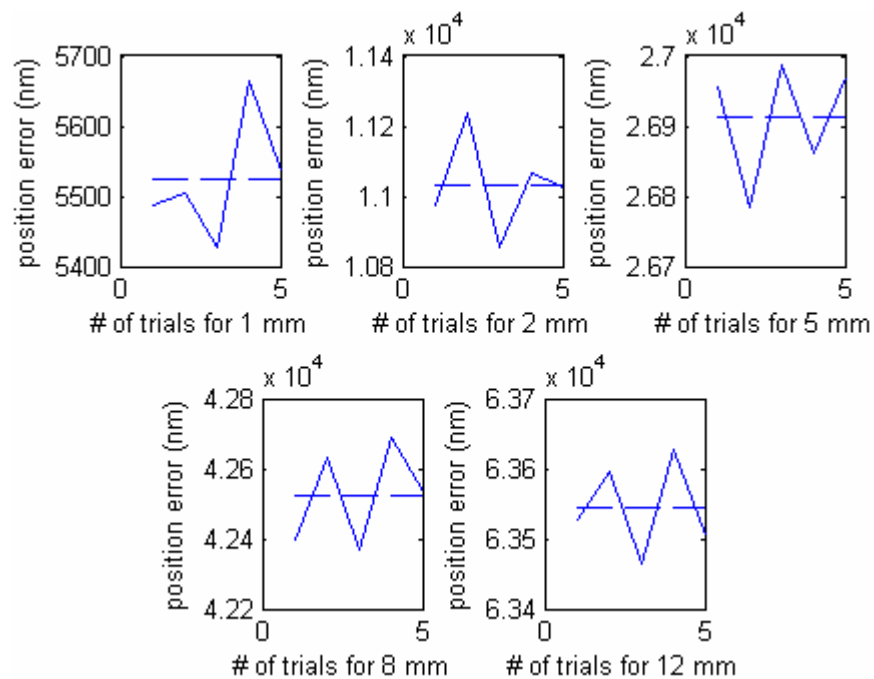 position error (nm)
5700
5600
5500
5400
0
5
# of trials for 1 mm
x 10^4
position error (nm)
1.14
1.12
1.1
1.08
0
5
# of trials for 2 mm
x 10^4
position error (nm)
2.7
2.69
2.68
2.67
0
5
# of trials for 5 mm
x 10^4
position error (nm)
4.28
4.26
4.24
4.22
0
5
# of trials for 8 mm
x 10^4
position error (nm)
6.37
6.36
6.35
6.34
0
5
# of trials for 12 mm